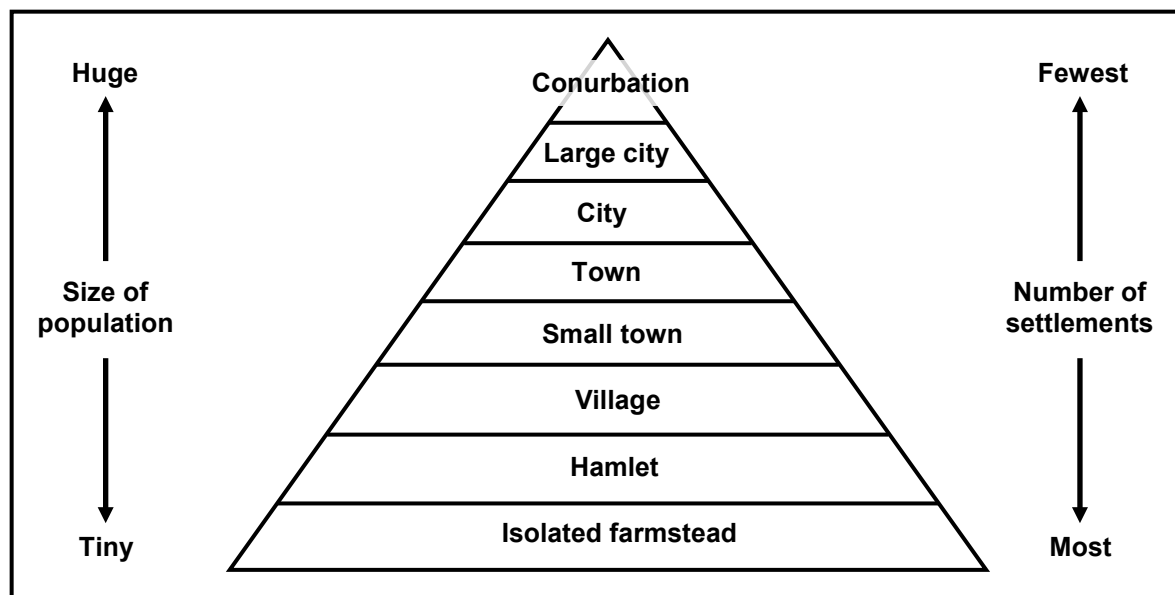 Huge
Size of
population
Tiny
Conurbation
Large city
City
Town
Small town
Village
Hamlet
Isolated farmstead
Fewest
Number of
settlements
Most